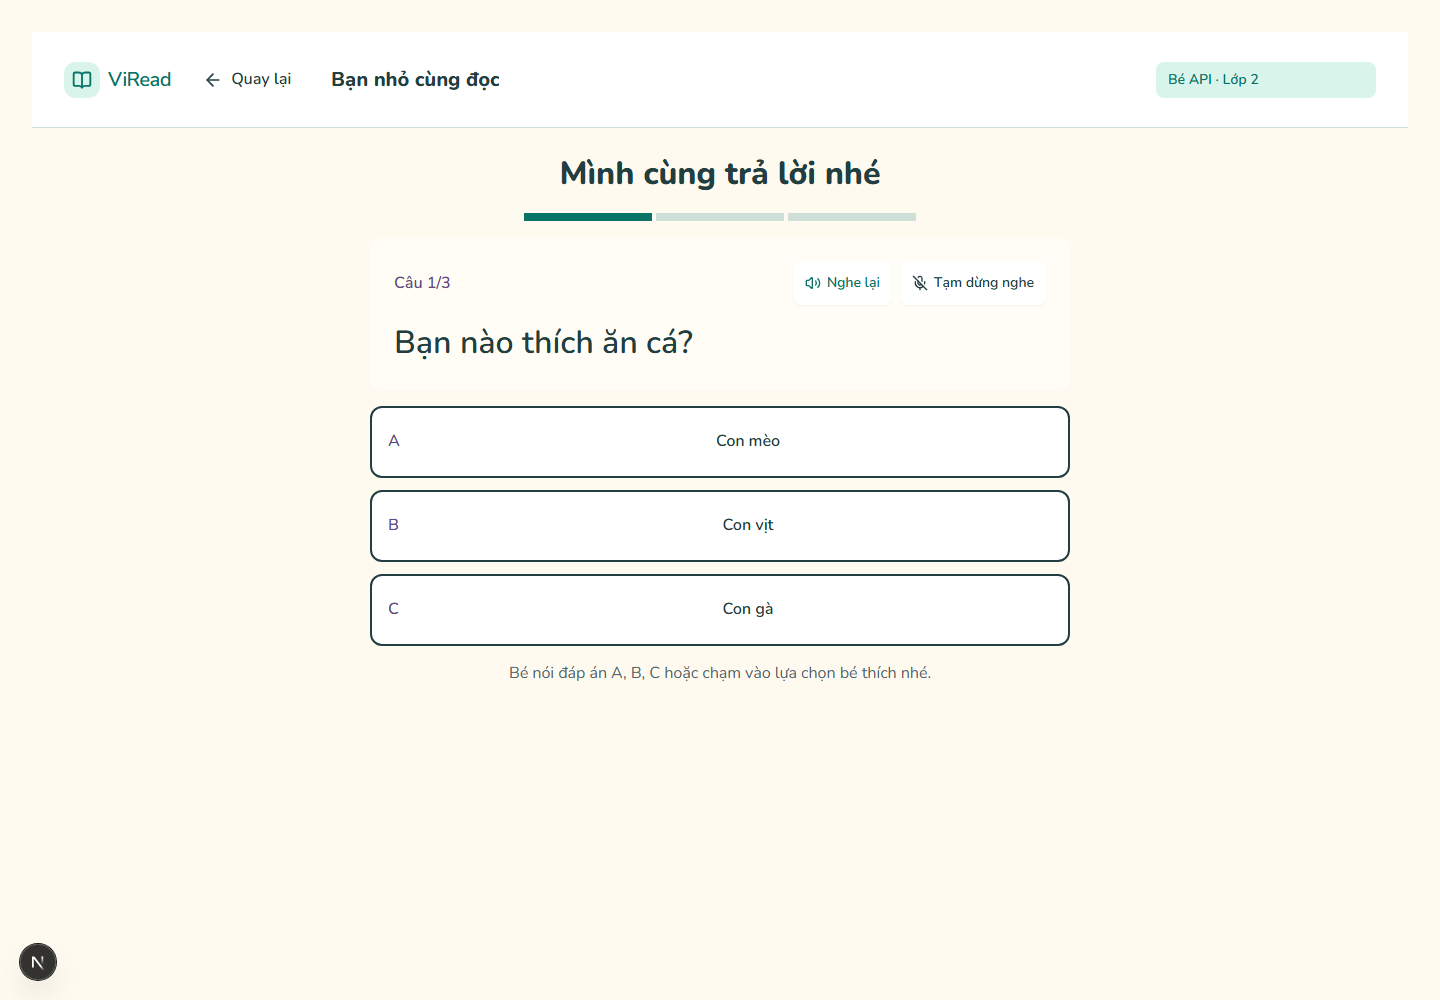 ViRead
Quay lại
Bạn nhỏ cùng đọc
Bé API · Lớp 2
Mình cùng trả lời nhé
Câu 1/3
Nghe lại
Tạm dừng nghe
Bạn nào thích ăn cá?
A Con mèo
B Con vịt
C Con gà
Bé nói đáp án A, B, C hoặc chạm vào lựa chọn bé thích nhé.
N